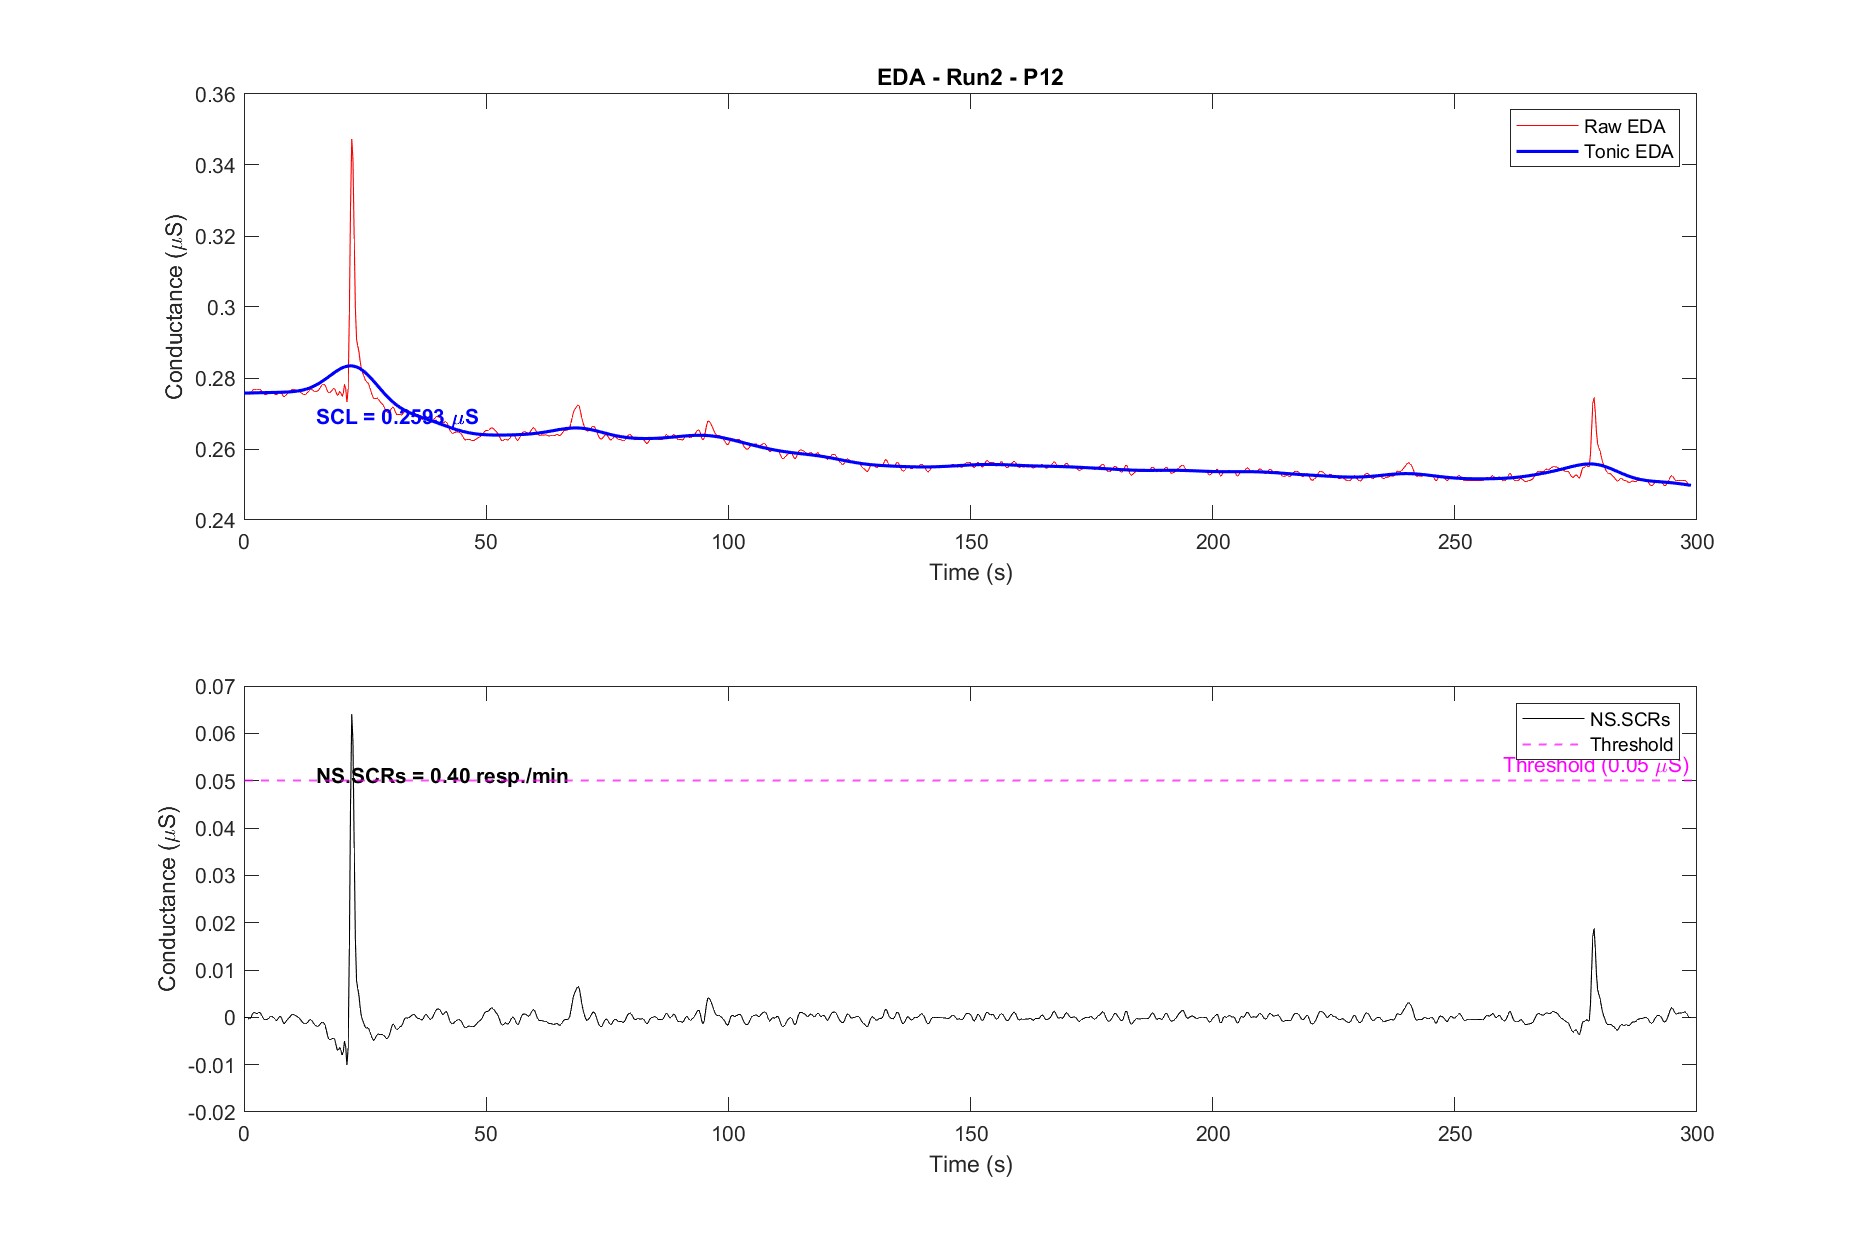 EDA - Run2 - P12
0.36
0.34
0.32
0.3
0.28
0.26
0.24
Conductance (μS)
Raw EDA
Tonic EDA
SCL = 0.2593 μS
0 50 100 150 200 250 300
Time (s)
0.07
0.06
0.05
0.04
0.03
0.02
0.01
0
-0.01
-0.02
Conductance (μS)
NS.SCRs
Threshold
Threshold (0.05 μS)
NS.SCRs = 0.40 resp./min
0 50 100 150 200 250 300
Time (s)